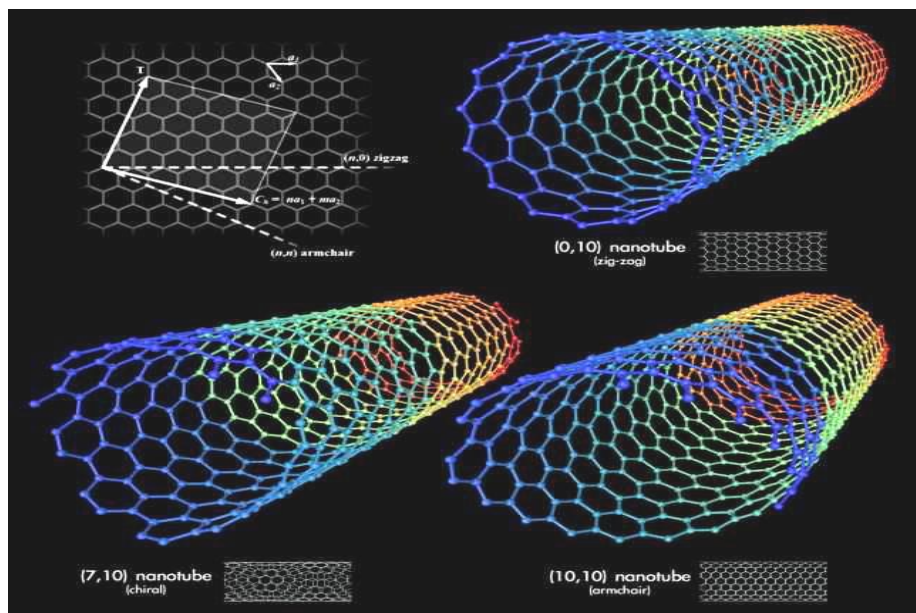 T
a₁
a₂
(n,0) zigzag
Cₕ = na₁ + ma₂
(n,n) armchair
(0,10) nanotube
(zig-zag)
(7,10) nanotube
(chiral)
(10,10) nanotube
(armchair)